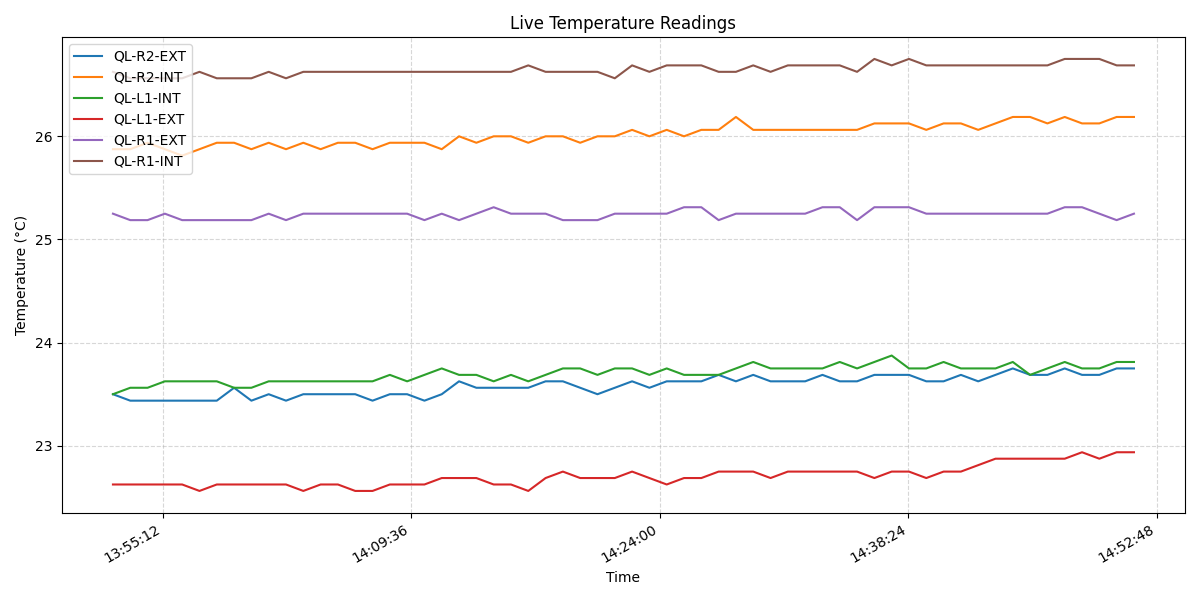 Live Temperature Readings
QL-R2-EXT
QL-R2-INT
QL-L1-INT
QL-L1-EXT
QL-R1-EXT
QL-R1-INT
Temperature (°C)
26
25
24
23
13:55:12
14:09:36
14:24:00
14:38:24
14:52:48
Time